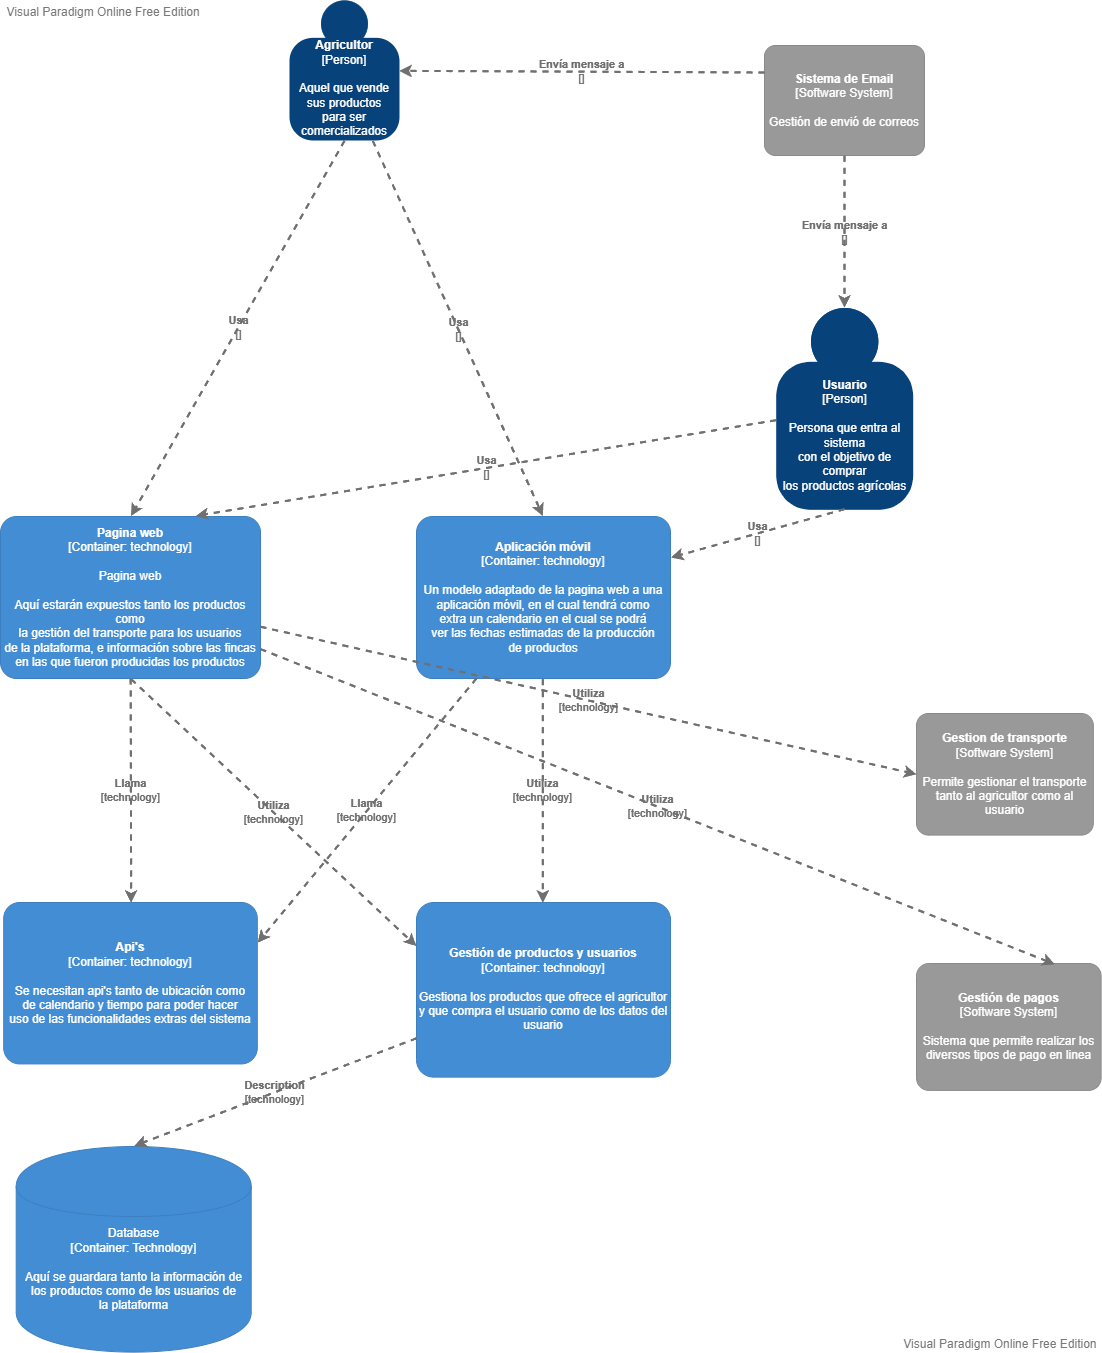 Visual Paradigm Online Free Edition
Agricultor
[Person]
Aquel que vende
sus productos
para ser
comercializados
Envía mensaje a
[]
Sistema de Email
[Software System]
Gestión de envió de correos
Envía mensaje a
[]
Usa
[]
Usa
[]
Usuario
[Person]
Persona que entra al
sistema
con el objetivo de
comprar
los productos agrícolas
Usa
[]
Usa
[]
Pagina web
[Container: technology]
Pagina web
Aquí estarán expuestos tanto los productos
como
la gestión del transporte para los usuarios
de la plataforma, e información sobre las fincas
en las que fueron producidas los productos
Aplicación móvil
[Container: technology]
Un modelo adaptado de la pagina web a una
aplicación móvil, en el cual tendrá como
extra un calendario en el cual se podrá
ver las fechas estimadas de la producción
de productos
Utiliza
[technology]
Gestion de transporte
[Software System]
Permite gestionar el transporte
tanto al agricultor como al
usuario
Llama
[technology]
Utiliza
[technology]
Llama
[technology]
Utiliza
[technology]
Utiliza
[technology]
Api's
[Container: technology]
Se necesitan api's tanto de ubicación como
de calendario y tiempo para poder hacer
uso de las funcionalidades extras del sistema
Gestión de productos y usuarios
[Container: technology]
Gestiona los productos que ofrece el agricultor
y que compra el usuario como de los datos del
usuario
Gestión de pagos
[Software System]
Sistema que permite realizar los
diversos tipos de pago en linea
Description
[technology]
Database
[Container: Technology]
Aquí se guardara tanto la información de
los productos como de los usuarios de
la plataforma
Visual Paradigm Online Free Edition